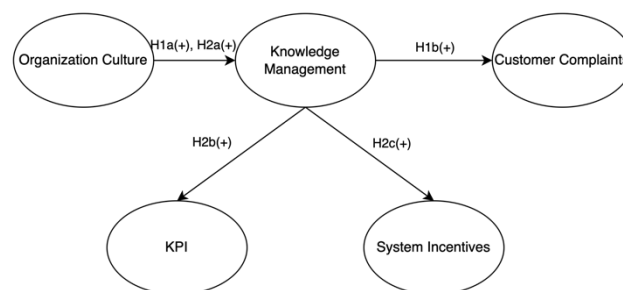 H1a(+), H2a(+)
Organization Culture
Knowledge
Management
H1b(+)
Customer Complaints
H2b(+)
H2c(+)
KPI
System Incentives